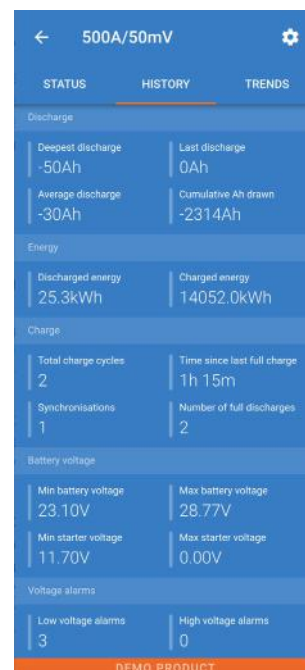 500A/50mV
STATUS HISTORY TRENDS
Discharge
Deepest discharge Last discharge
-50Ah 0Ah
Average discharge Cumulative Ah drawn
-30Ah -2314Ah
Energy
Discharged energy Charged energy
25.3kWh 14052.0kWh
Charge
Total charge cycles Time since last full charge
2 1h 15m
Synchronisations Number of full discharges
1 2
Battery voltage
Min battery voltage Max battery voltage
23.10V 28.77V
Min starter voltage Max starter voltage
11.70V 0.00V
Voltage alarms
Low voltage alarms High voltage alarms
3 0
DEMO PRODUCT